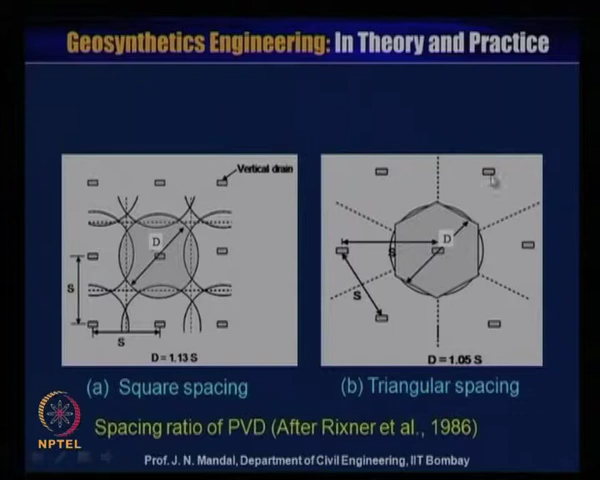 Geosynthetics Engineering: In Theory and Practice
Vertical drain
D
S
S
D = 1.13 S
D
S
S
D = 1.05 S
(a) Square spacing
(b) Triangular spacing
Spacing ratio of PVD (After Rixner et al., 1986)
NPTEL
Prof. J. N. Mandal, Department of Civil Engineering, IIT Bombay